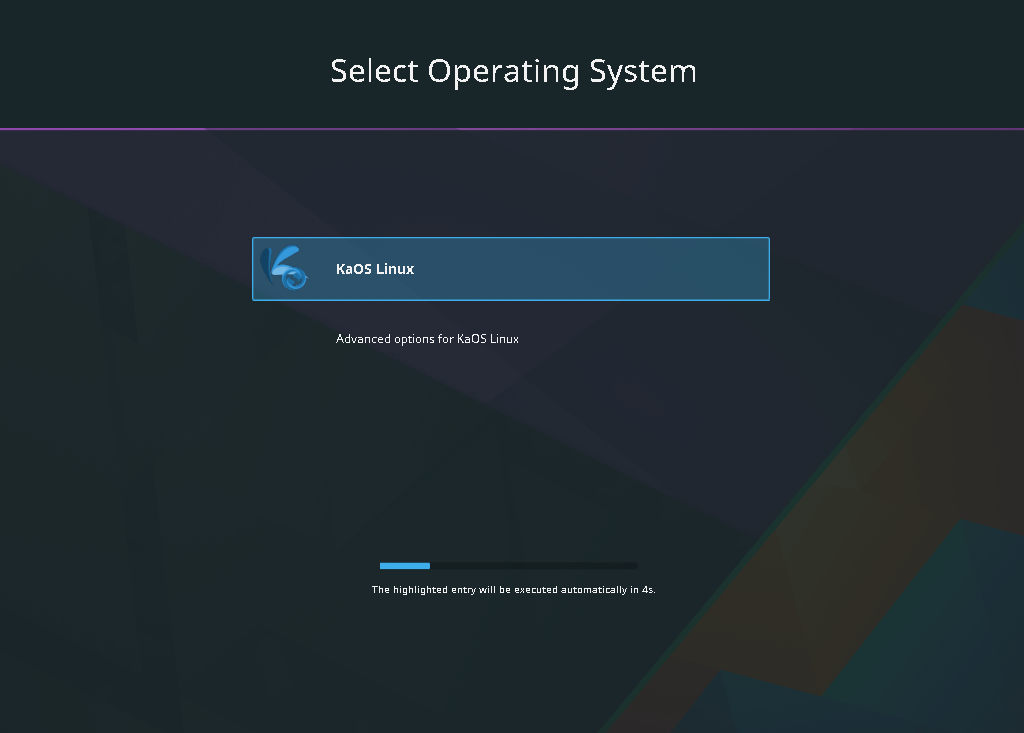 Select Operating System
KaOS Linux
Advanced options for KaOS Linux
The highlighted entry will be executed automatically in 4s.